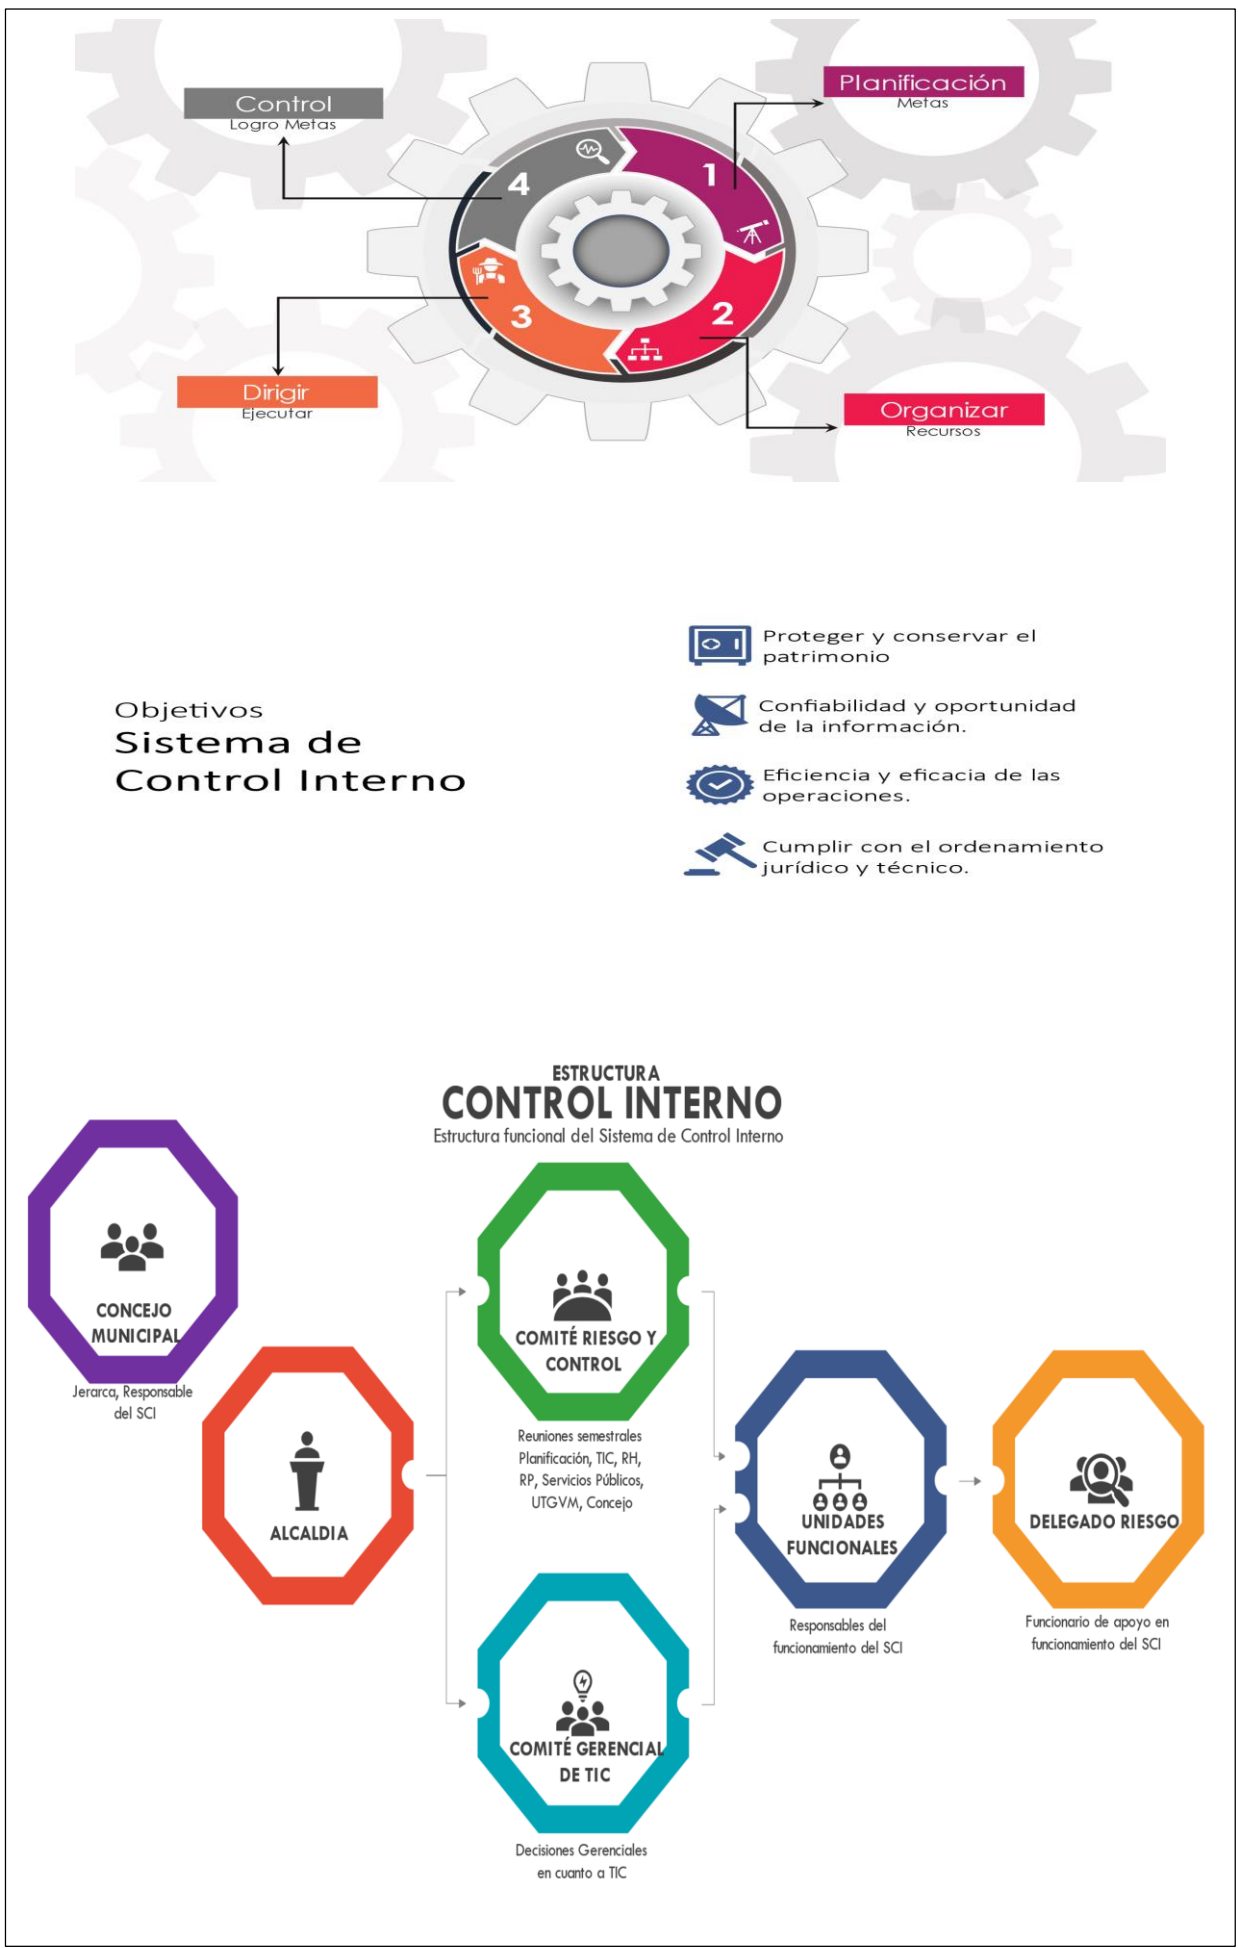 Control
Logro Metas
Planificación
Metas
4
1
3
2
Dirigir
Ejecutar
Organizar
Recursos
Objetivos
Sistema de
Control Interno
Proteger y conservar el
patrimonio
Confiabilidad y oportunidad
de la información.
Eficiencia y eficacia de las
operaciones.
Cumplir con el ordenamiento
jurídico y técnico.
ESTRUCTURA
CONTROL INTERNO
Estructura funcional del Sistema de Control Interno
CONCEJO
MUNICIPAL
Jerarca, Responsable
del SCI
ALCALDIA
COMITÉ RIESGO Y
CONTROL
Reuniones semestrales
Planificación, TIC, RH,
RP, Servicios Públicos,
UTGVM, Concejo
COMITÉ GERENCIAL
DE TIC
Decisiones Gerenciales
en cuanto a TIC
UNIDADES
FUNCIONALES
Responsables del
funcionamiento del SCI
DELEGADO RIESGO
Funcionario de apoyo en
funcionamiento del SCI